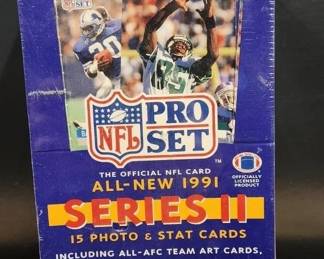 SET
NFL
PRO
SET™
THE OFFICIAL NFL CARD
ALL-NEW 1991
SERIES II
OFFICIALLY
LICENSED
PRODUCT
15 PHOTO & STAT CARDS
INCLUDING ALL-AFC TEAM ART CARDS,